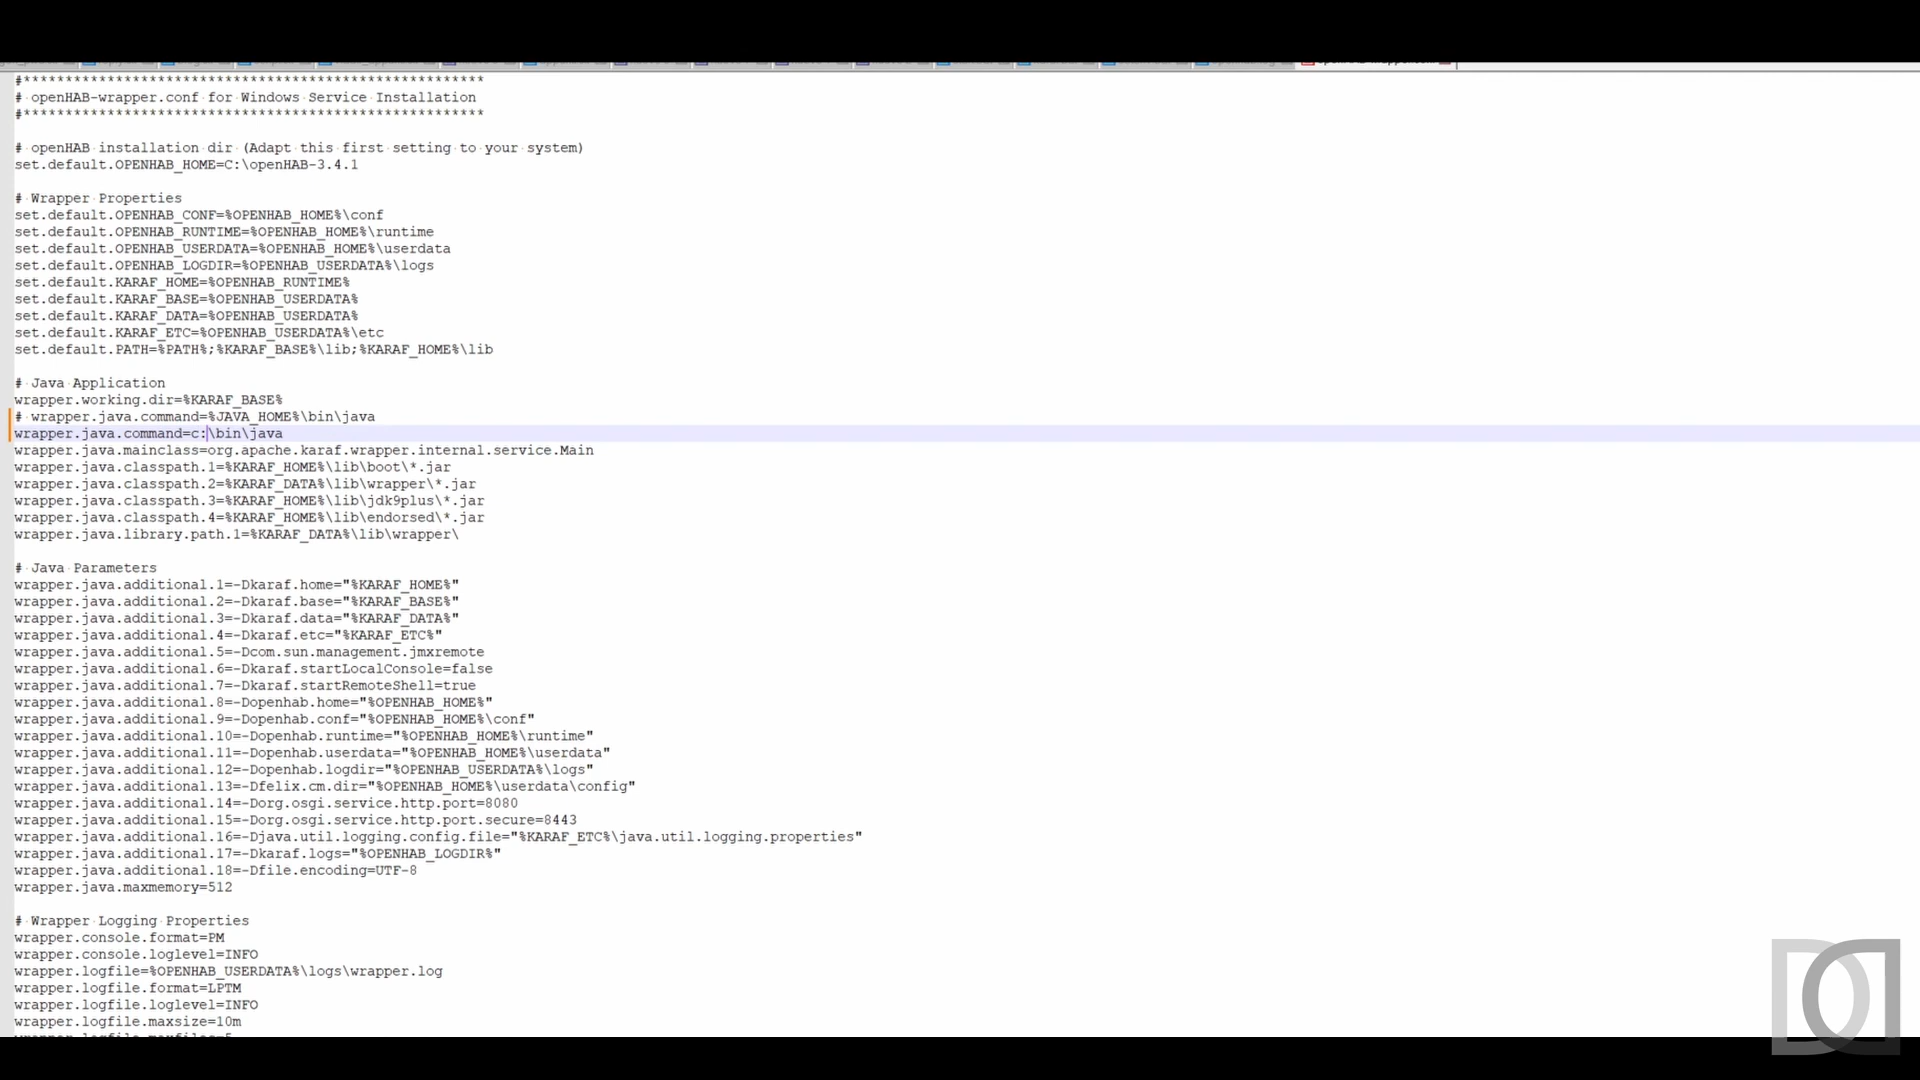 #*******************************************************
# openHAB-wrapper.conf for Windows Service Installation
#*******************************************************
# openHAB installation dir (Adapt this first setting to your system)
set.default.OPENHAB_HOME=C:\openHAB-3.4.1
# Wrapper Properties
set.default.OPENHAB_CONF=%OPENHAB_HOME%\conf
set.default.OPENHAB_RUNTIME=%OPENHAB_HOME%\runtime
set.default.OPENHAB_USERDATA=%OPENHAB_HOME%\userdata
set.default.OPENHAB_LOGDIR=%OPENHAB_USERDATA%\logs
set.default.KARAF_HOME=%OPENHAB_RUNTIME%
set.default.KARAF_BASE=%OPENHAB_USERDATA%
set.default.KARAF_DATA=%OPENHAB_USERDATA%
set.default.KARAF_ETC=%OPENHAB_USERDATA%\etc
set.default.PATH=%PATH%;%KARAF_BASE%\lib;%KARAF_HOME%\lib
# Java Application
wrapper.working.dir=%KARAF_BASE%
# wrapper.java.command=%JAVA_HOME%\bin\java
wrapper.java.command=c:\bin\java
wrapper.java.mainclass=org.apache.karaf.wrapper.internal.service.Main
wrapper.java.classpath.1=%KARAF_HOME%\lib\boot\*.jar
wrapper.java.classpath.2=%KARAF_DATA%\lib\wrapper\*.jar
wrapper.java.classpath.3=%KARAF_HOME%\lib\jdk9plus\*.jar
wrapper.java.classpath.4=%KARAF_HOME%\lib\endorsed\*.jar
wrapper.java.library.path.1=%KARAF_DATA%\lib\wrapper\
# Java Parameters
wrapper.java.additional.1=-Dkaraf.home="%KARAF_HOME%"
wrapper.java.additional.2=-Dkaraf.base="%KARAF_BASE%"
wrapper.java.additional.3=-Dkaraf.data="%KARAF_DATA%"
wrapper.java.additional.4=-Dkaraf.etc="%KARAF_ETC%"
wrapper.java.additional.5=-Dcom.sun.management.jmxremote
wrapper.java.additional.6=-Dkaraf.startLocalConsole=false
wrapper.java.additional.7=-Dkaraf.startRemoteShell=true
wrapper.java.additional.8=-Dopenhab.home="%OPENHAB_HOME%"
wrapper.java.additional.9=-Dopenhab.conf="%OPENHAB_HOME%\conf"
wrapper.java.additional.10=-Dopenhab.runtime="%OPENHAB_HOME%\runtime"
wrapper.java.additional.11=-Dopenhab.userdata="%OPENHAB_HOME%\userdata"
wrapper.java.additional.12=-Dopenhab.logdir="%OPENHAB_USERDATA%\logs"
wrapper.java.additional.13=-Dfelix.cm.dir="%OPENHAB_HOME%\userdata\config"
wrapper.java.additional.14=-Dorg.osgi.service.http.port=8080
wrapper.java.additional.15=-Dorg.osgi.service.http.port.secure=8443
wrapper.java.additional.16=-Djava.util.logging.config.file="%KARAF_ETC%\java.util.logging.properties"
wrapper.java.additional.17=-Dkaraf.logs="%OPENHAB_LOGDIR%"
wrapper.java.additional.18=-Dfile.encoding=UTF-8
wrapper.java.maxmemory=512
# Wrapper Logging Properties
wrapper.console.format=PM
wrapper.console.loglevel=INFO
wrapper.logfile=%OPENHAB_USERDATA%\logs\wrapper.log
wrapper.logfile.format=LPTM
wrapper.logfile.loglevel=INFO
wrapper.logfile.maxsize=10m